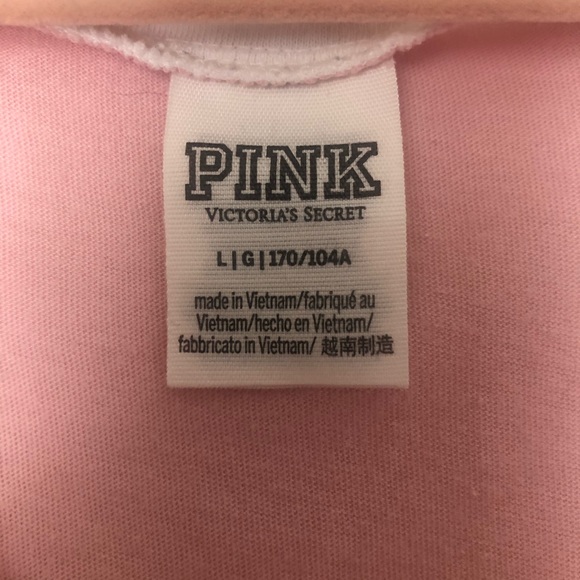 PINK
VICTORIA'S SECRET
L|G|170/104A
made in Vietnam/fabriqué au
Vietnam/hecho en Vietnam/
fabbricato in Vietnam/ 越南制造